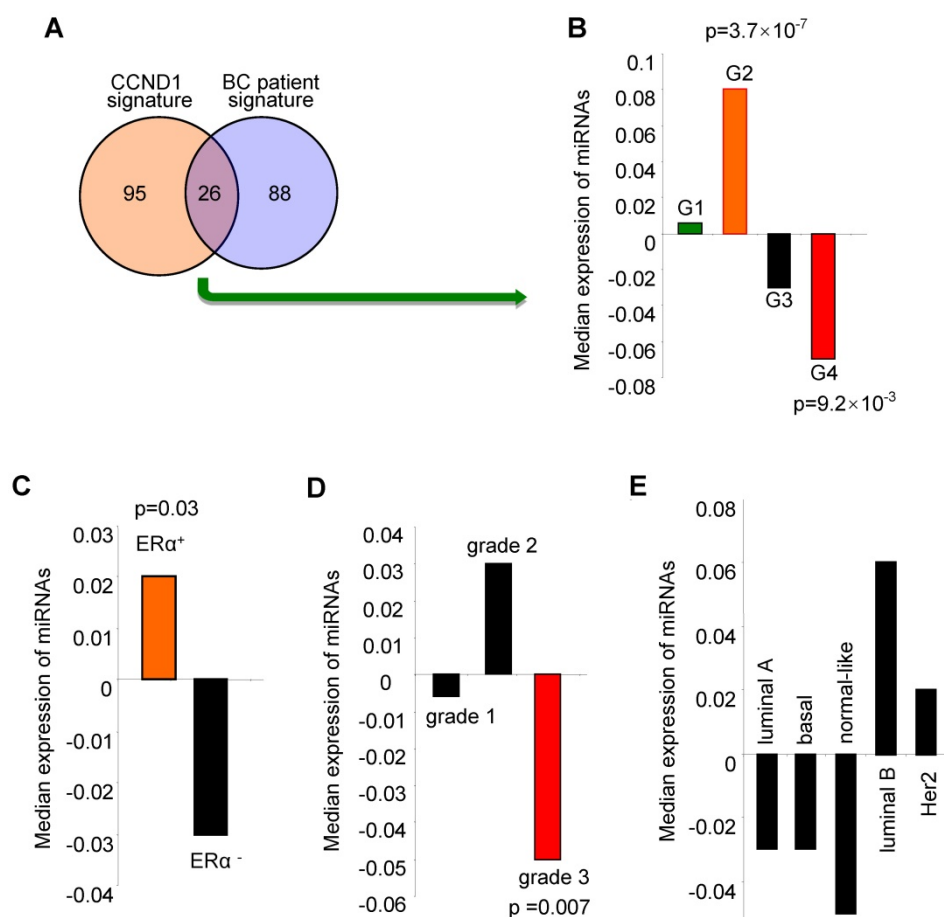 A
CCND1
signature
BC patient
signature
95
26
88
B
p=3.7×10⁻⁷
Median expression of miRNAs
0.1
0.08
0.06
0.04
0.02
0
-0.02
-0.04
-0.06
-0.08
G1
G2
G3
G4
p=9.2×10⁻³
C
p=0.03
Median expression of miRNAs
0.03
0.02
0.01
0
-0.01
-0.02
-0.03
-0.04
ERα⁺
ERα ⁻
D
Median expression of miRNAs
0.04
0.03
0.02
0.01
0
-0.01
-0.02
-0.03
-0.04
-0.05
-0.06
grade 2
grade 1
grade 3
p =0.007
E
Median expression of miRNAs
0.08
0.06
0.04
0.02
0
-0.02
-0.04
luminal A
basal
normal-like
luminal B
Her2